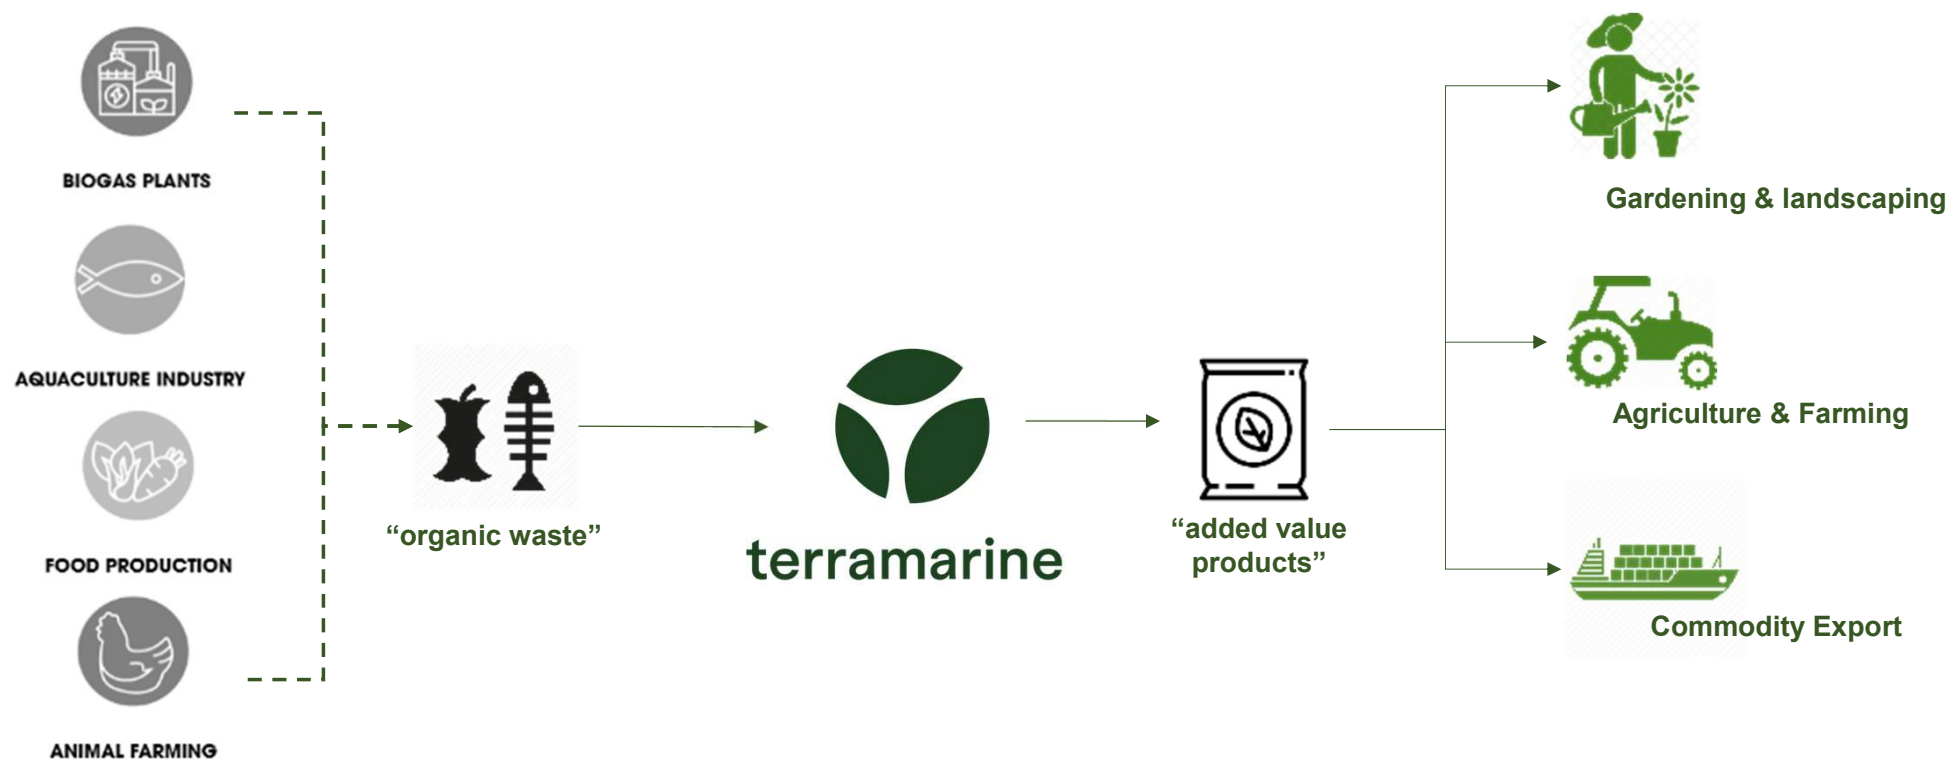 BIOGAS PLANTS
AQUACULTURE INDUSTRY
FOOD PRODUCTION
ANIMAL FARMING
“organic waste”
terramarine
“added value
products”
Gardening & landscaping
Agriculture & Farming
Commodity Export